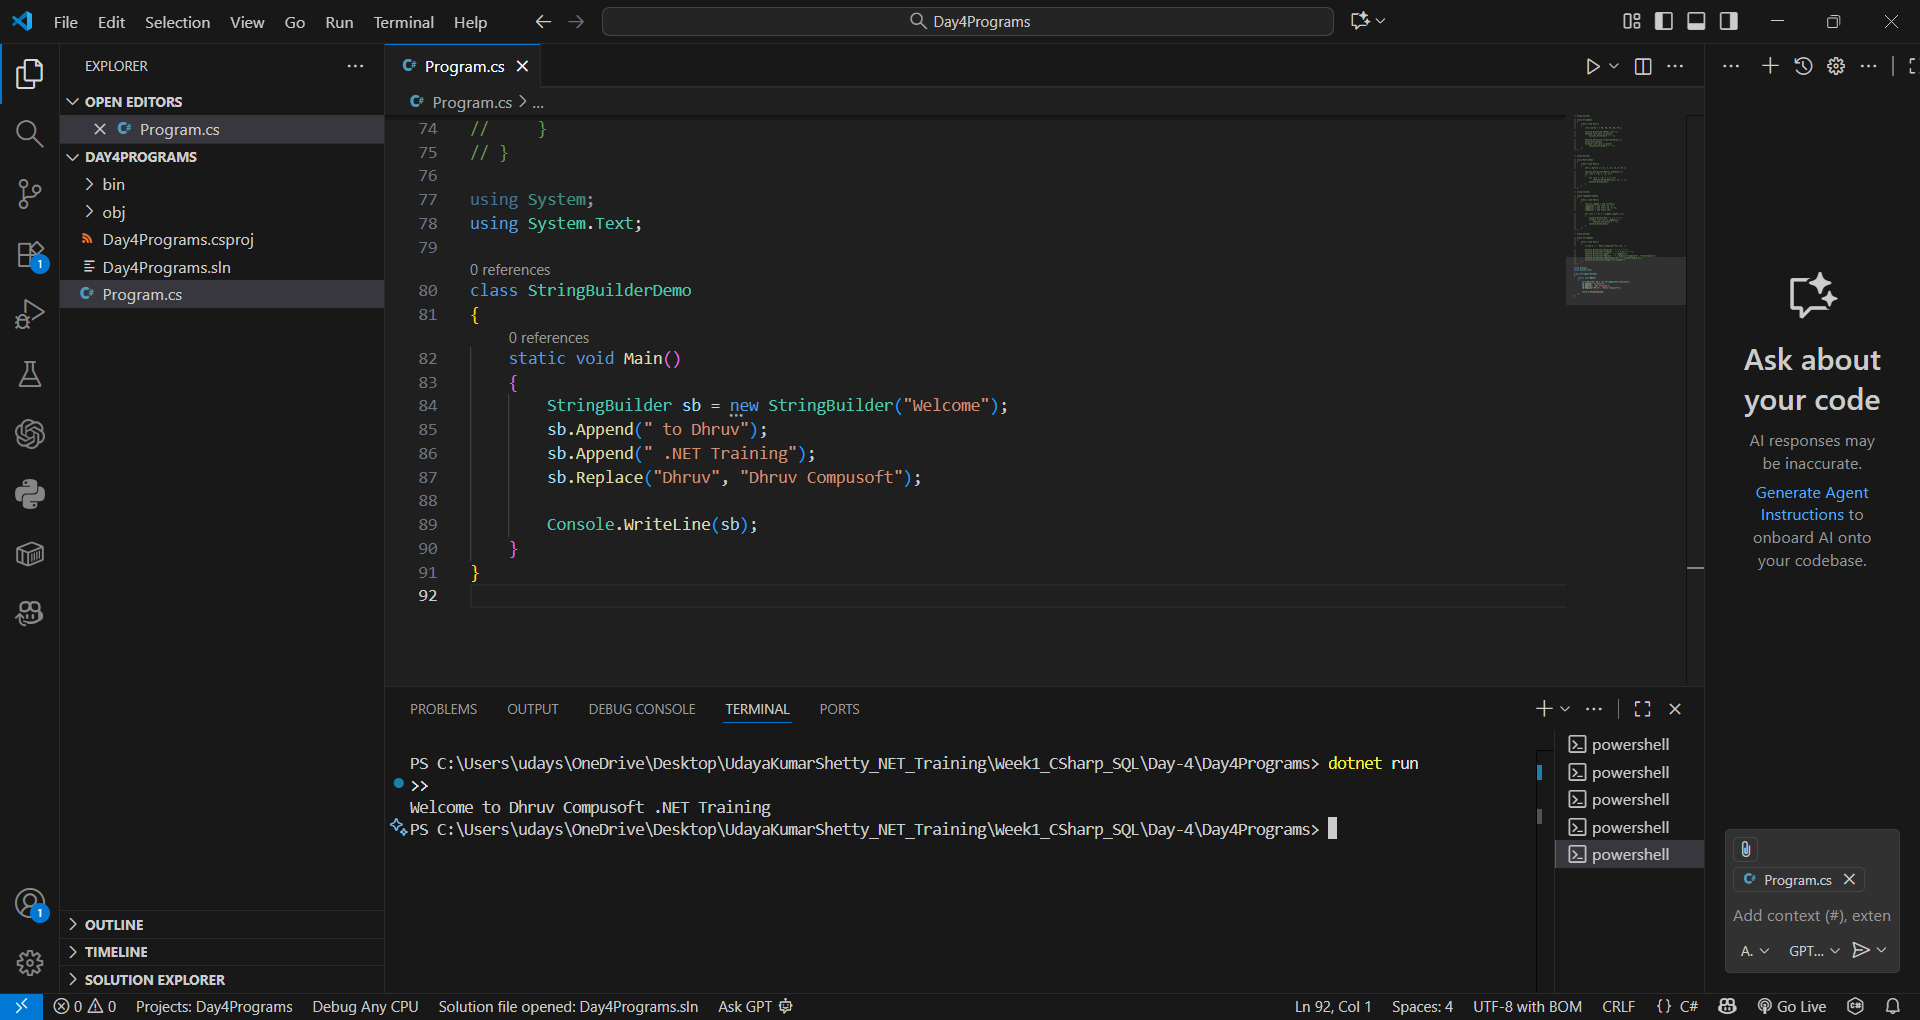 File Edit Selection View Go Run Terminal Help
Day4Programs
EXPLORER
OPEN EDITORS
Program.cs
DAY4PROGRAMS
bin
obj
Day4Programs.csproj
Day4Programs.sln
Program.cs
OUTLINE
TIMELINE
SOLUTION EXPLORER
Program.cs
Program.cs > ...
74 // }
75 // }
76
77 using System;
78 using System.Text;
79
0 references
80 class StringBuilderDemo
81 {
0 references
82 static void Main()
83 {
84 StringBuilder sb = new StringBuilder("Welcome");
85 sb.Append(" to Dhruv");
86 sb.Append(" .NET Training");
87 sb.Replace("Dhruv", "Dhruv Compusoft");
88
89 Console.WriteLine(sb);
90 }
91 }
92
PROBLEMS OUTPUT DEBUG CONSOLE TERMINAL PORTS
PS C:\Users\udays\OneDrive\Desktop\UdayaKumarShetty_NET_Training\Week1_CSharp_SQL\Day-4\Day4Programs> dotnet run
>>
Welcome to Dhruv Compusoft .NET Training
PS C:\Users\udays\OneDrive\Desktop\UdayaKumarShetty_NET_Training\Week1_CSharp_SQL\Day-4\Day4Programs>
powershell
powershell
powershell
powershell
powershell
Ask about
your code
AI responses may
be inaccurate.
Generate Agent
Instructions to
onboard AI onto
your codebase.
Program.cs
Add context (#), exten
A. GPT...
1
1
0 0 Projects: Day4Programs Debug Any CPU Solution file opened: Day4Programs.sln Ask GPT Ln 92, Col 1 Spaces: 4 UTF-8 with BOM CRLF {} C# Go Live